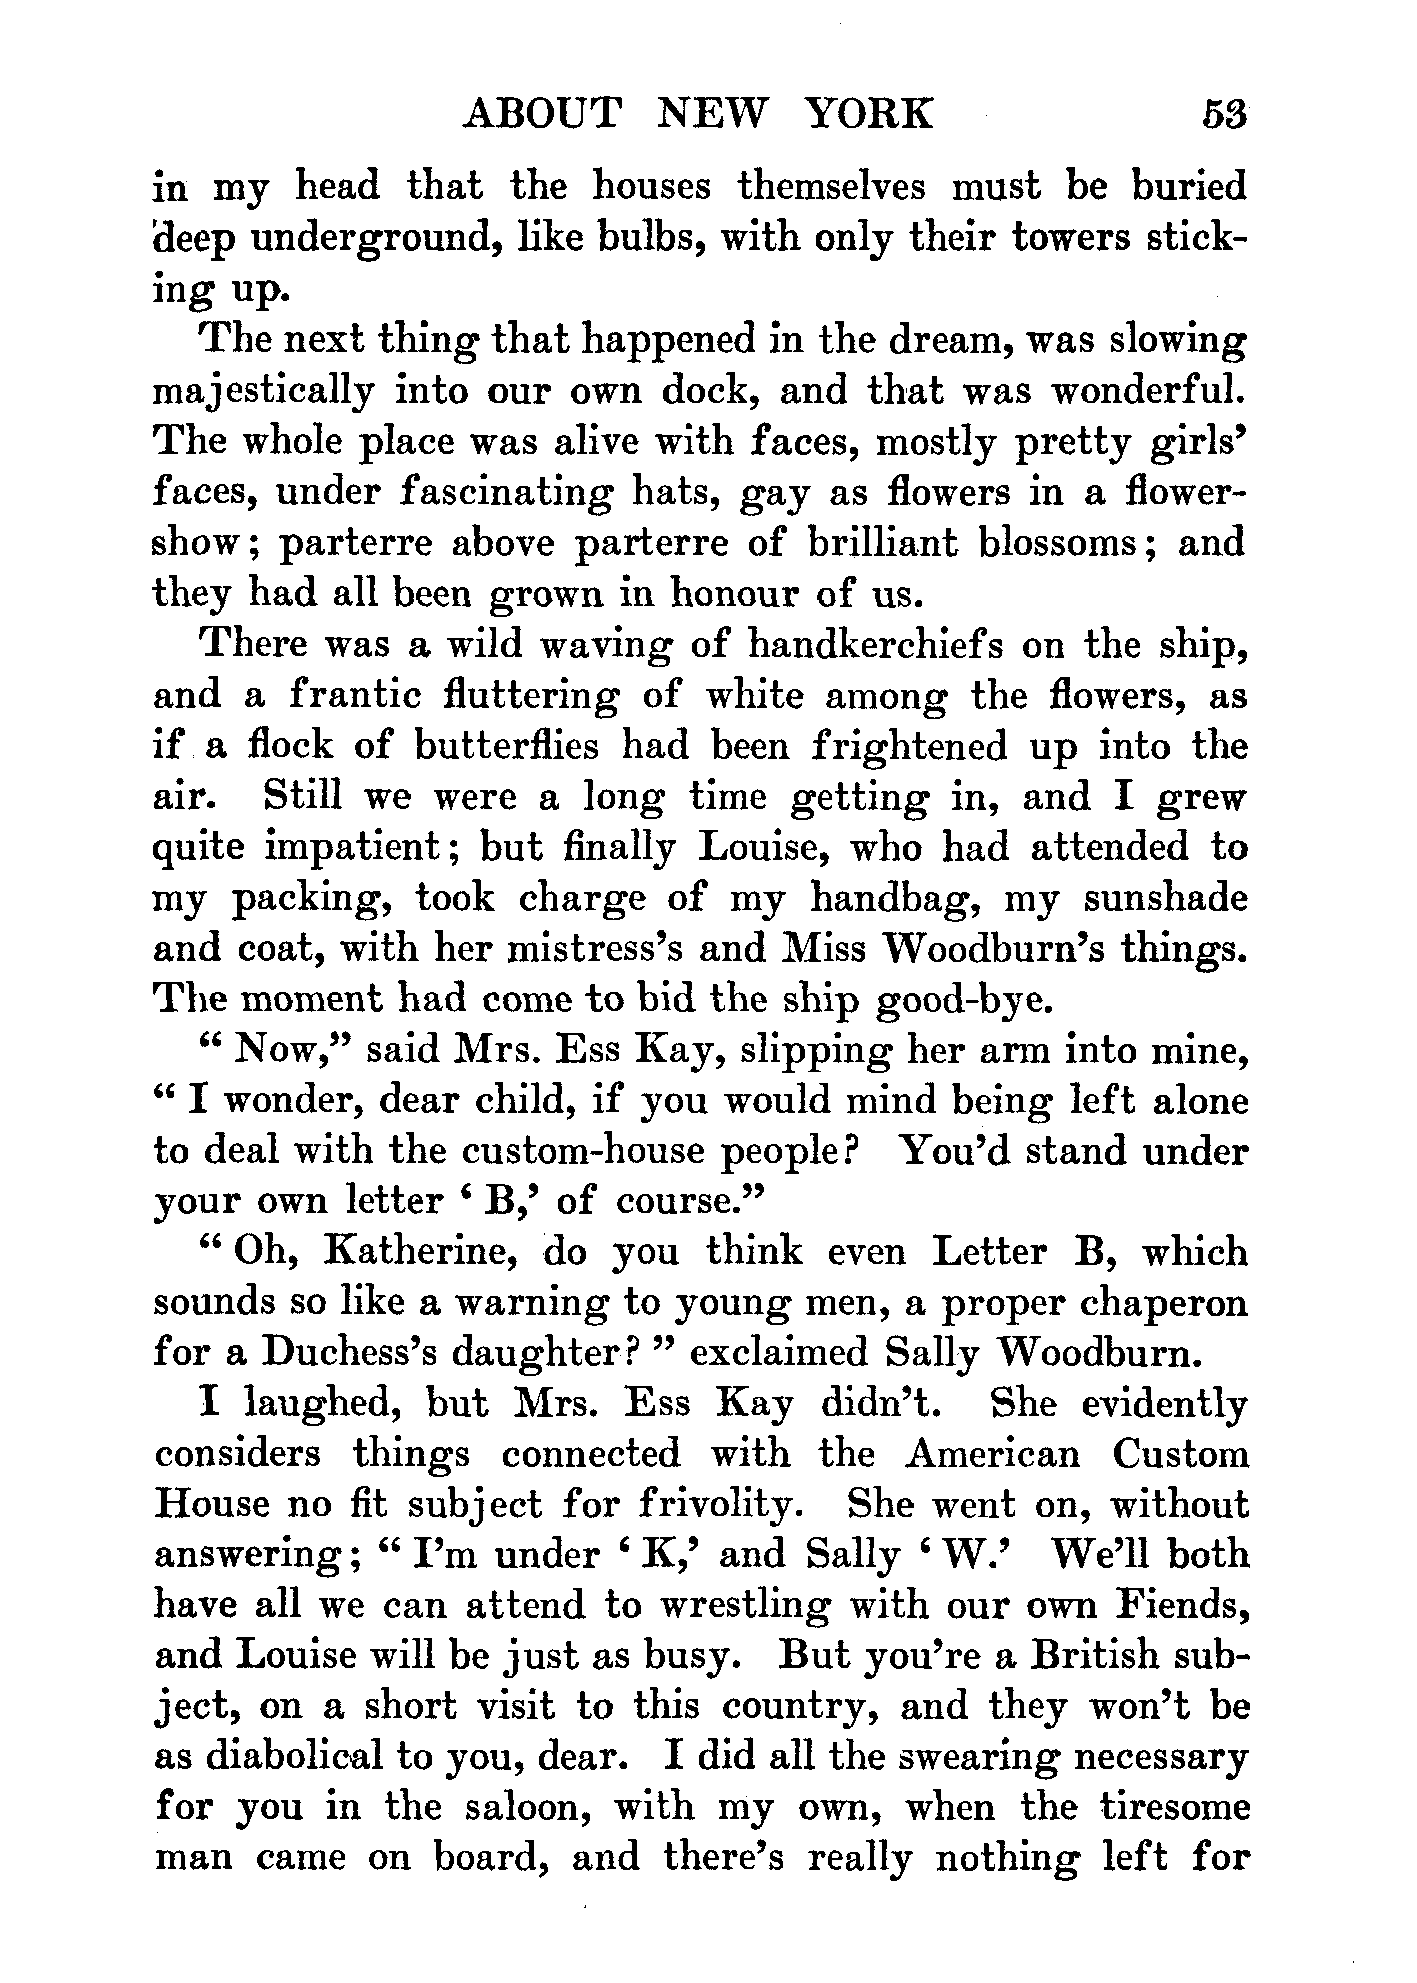 ABOUT NEW YORK 53
in my head that the houses themselves must be buried
deep underground, like bulbs, with only their towers stick-
ing up.
The next thing that happened in the dream, was slowing
majestically into our own dock, and that was wonderful.
The whole place was alive with faces, mostly pretty girls’
faces, under fascinating hats, gay as flowers in a flower-
show; parterre above parterre of brilliant blossoms; and
they had all been grown in honour of us.
There was a wild waving of handkerchiefs on the ship,
and a frantic fluttering of white among the flowers, as
if a flock of butterflies had been frightened up into the
air. Still we were a long time getting in, and I grew
quite impatient; but finally Louise, who had attended to
my packing, took charge of my handbag, my sunshade
and coat, with her mistress’s and Miss Woodburn’s things.
The moment had come to bid the ship good-bye.
“ Now,” said Mrs. Ess Kay, slipping her arm into mine,
“ I wonder, dear child, if you would mind being left alone
to deal with the custom-house people? You’d stand under
your own letter ‘ B,’ of course.”
“ Oh, Katherine, do you think even Letter B, which
sounds so like a warning to young men, a proper chaperon
for a Duchess’s daughter? ” exclaimed Sally Woodburn.
I laughed, but Mrs. Ess Kay didn’t. She evidently
considers things connected with the American Custom
House no fit subject for frivolity. She went on, without
answering; “ I’m under ‘ K,’ and Sally ‘ W.’ We’ll both
have all we can attend to wrestling with our own Fiends,
and Louise will be just as busy. But you’re a British sub-
ject, on a short visit to this country, and they won’t be
as diabolical to you, dear. I did all the swearing necessary
for you in the saloon, with my own, when the tiresome
man came on board, and there’s really nothing left for